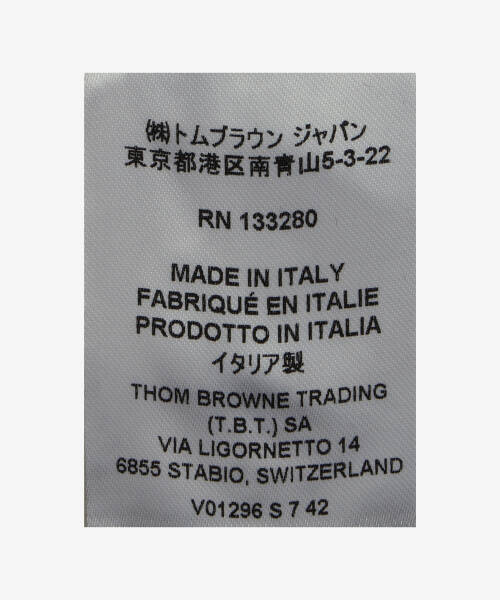 ㈱トムブラウン ジャパン
東京都港区南青山5-3-22
RN 133280
MADE IN ITALY
FABRIQUÉ EN ITALIE
PRODOTTO IN ITALIA
イタリア製
THOM BROWNE TRADING
(T.B.T.) SA
VIA LIGORNETTO 14
6855 STABIO, SWITZERLAND
V01296 S 7 42